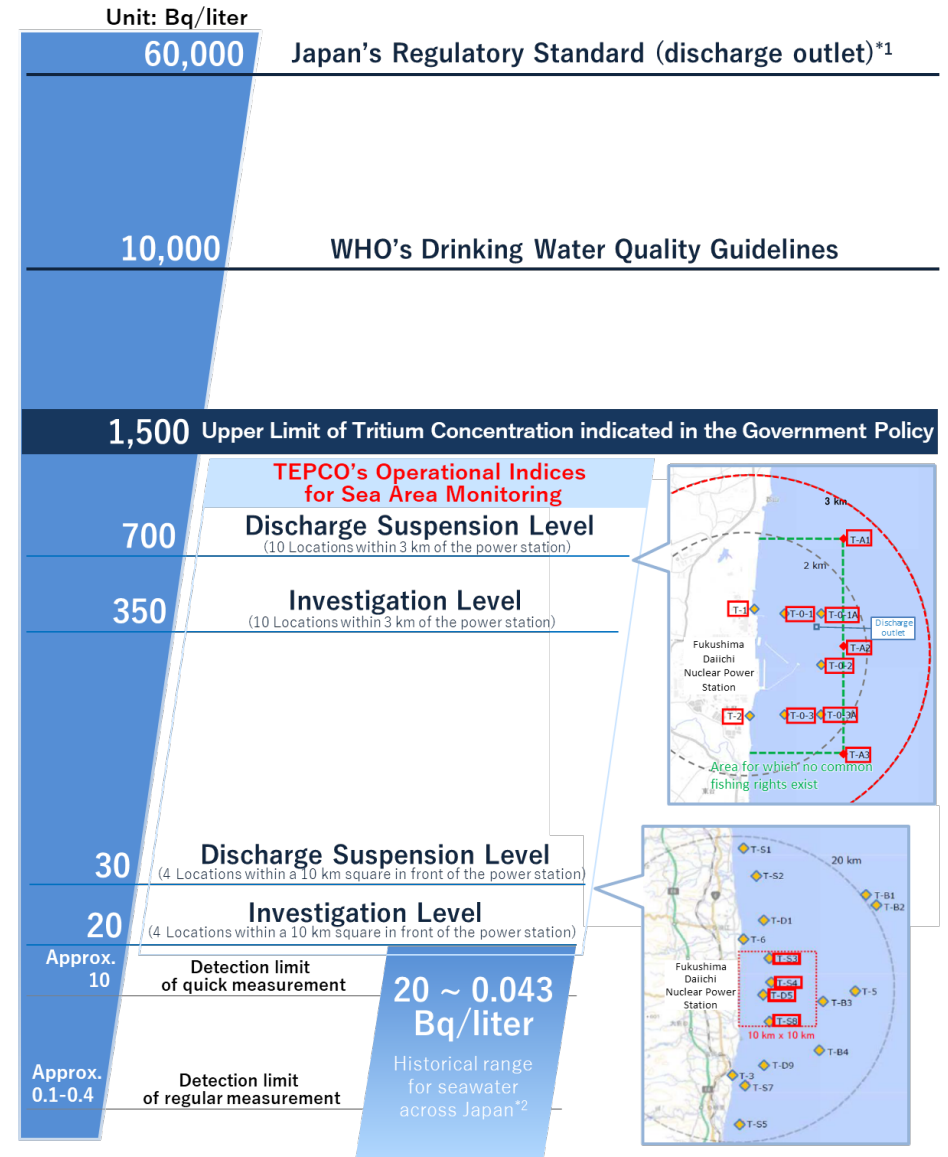 Unit: Bq/liter
60,000
Japan's Regulatory Standard (discharge outlet)*1
10,000
WHO's Drinking Water Quality Guidelines
1,500
Upper Limit of Tritium Concentration indicated in the Government Policy
TEPCO's Operational Indices
for Sea Area Monitoring
700
Discharge Suspension Level
(10 Locations within 3 km of the power station)
350
Investigation Level
(10 Locations within 3 km of the power station)
3 km
T-A1
2 km
T-1
T-0-1
T-0-1A
Discharge
outlet
T-A2
Fukushima
Daiichi
Nuclear Power
Station
T-0-2
T-2
T-0-3
T-0-3A
T-A3
Area for which no common
fishing rights exist
30
Discharge Suspension Level
(4 Locations within a 10 km square in front of the power station)
20
Investigation Level
(4 Locations within a 10 km square in front of the power station)
Approx.
10
Detection limit
of quick measurement
20 ~ 0.043
Bq/liter
Historical range
for seawater
across Japan*2
Approx.
0.1-0.4
Detection limit
of regular measurement
T-S1
20 km
T-S2
T-B1
T-B2
T-D1
T-6
T-S3
Fukushima
Daiichi
Nuclear Power
Station
T-S4
T-D5
T-5
T-B3
T-S8
10 km x 10 km
T-B4
T-D9
T-3
T-S7
T-S5